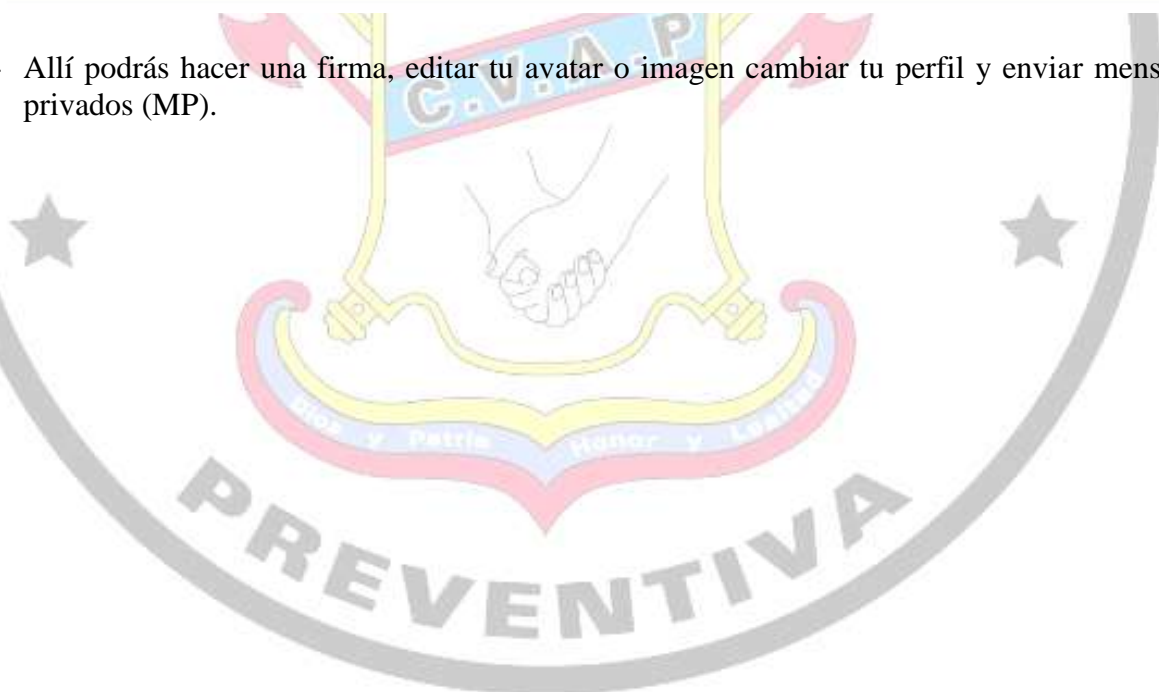 C.V.A.P
- Allí podrás hacer una firma, editar tu avatar o imagen cambiar tu perfil y enviar mens
privados (MP).
Dios y Patria Honor y Lealtad
PREVENTIVA